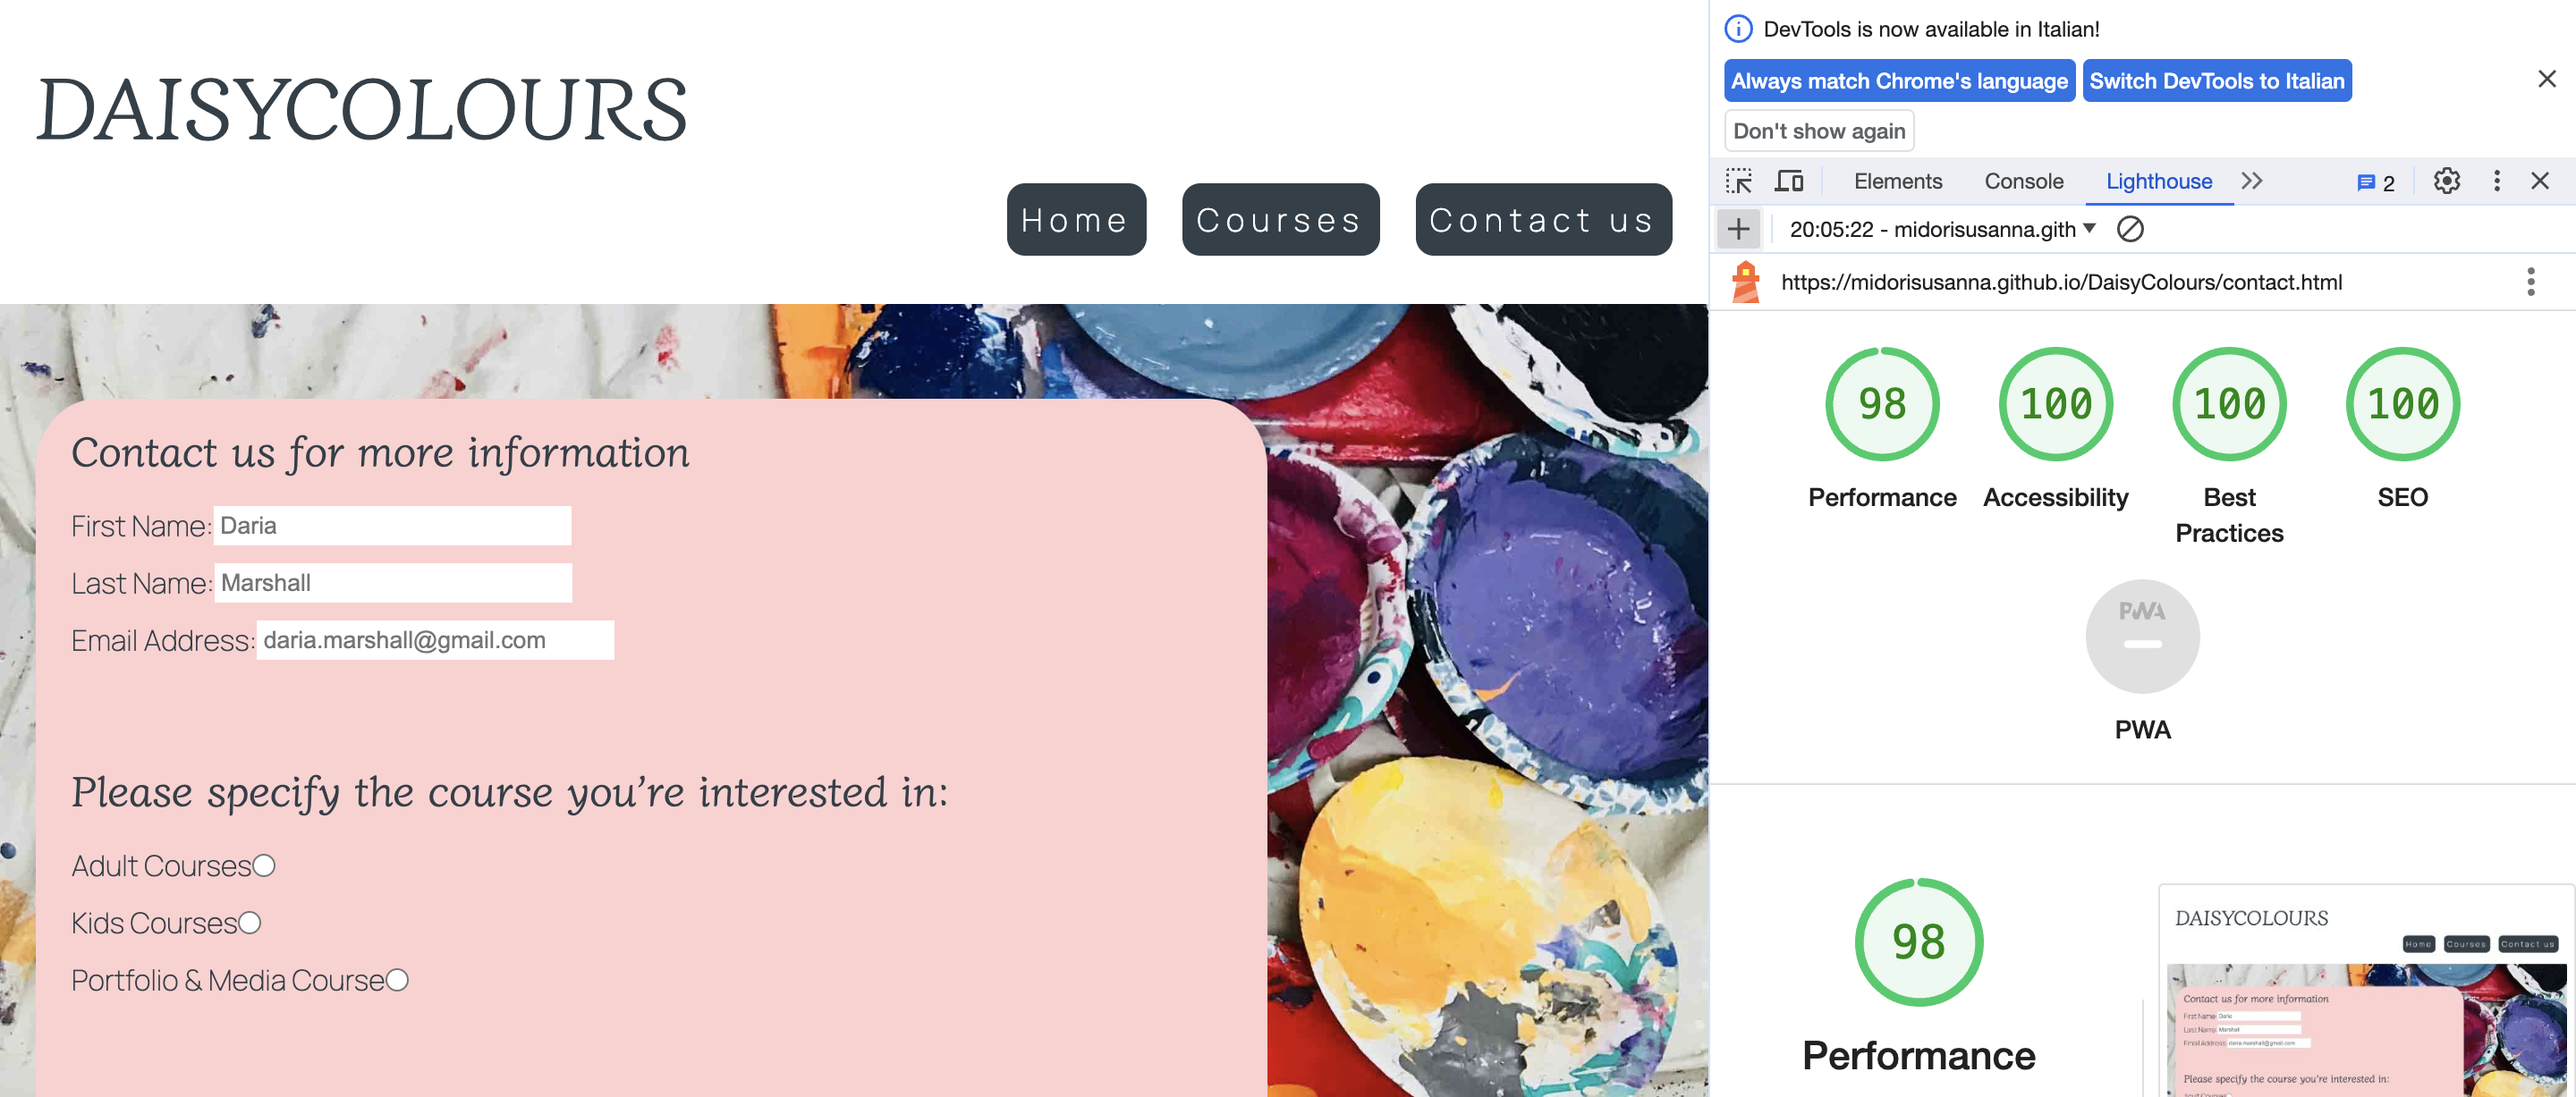 DAISYCOLOURS
Home Courses Contact us
Contact us for more information
First Name: Daria
Last Name: Marshall
Email Address: daria.marshall@gmail.com
Please specify the course you’re interested in:
Adult Courses
Kids Courses
Portfolio & Media Course
DevTools is now available in Italian!
Always match Chrome's language Switch DevTools to Italian
Don't show again
Elements Console Lighthouse 2
20:05:22 - midorisusanna.gith
https://midorisusanna.github.io/DaisyColours/contact.html
98 100 100 100
Performance Accessibility Best Practices SEO
PWA
PWA
98
Performance
DAISYCOLOURS
Home Courses Contact us
Contact us for more information
First Name: Daria
Last Name: Marshall
Email Address: daria.marshall@gmail.com
Please specify the course you're interested in: